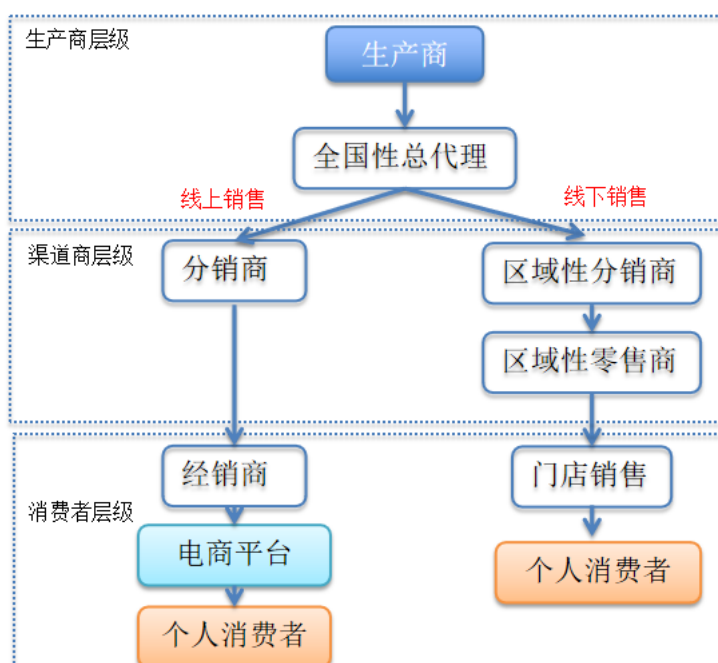 生产商层级
生产商
全国性总代理
线上销售
线下销售
渠道商层级
分销商
区域性分销商
区域性零售商
经销商
门店销售
消费者层级
电商平台
个人消费者
个人消费者